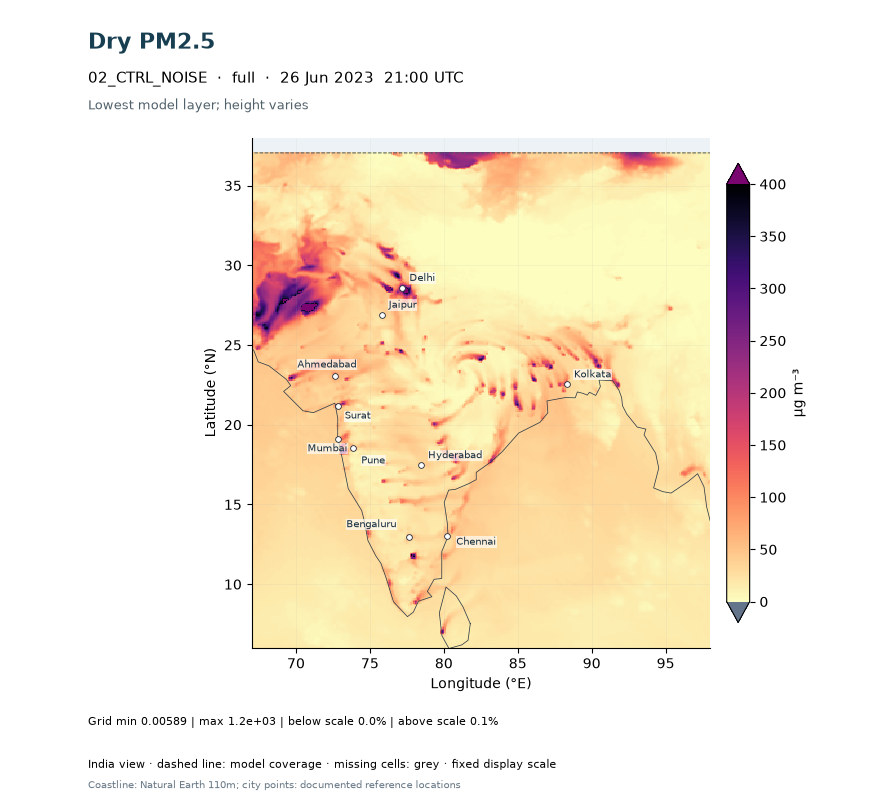 Dry PM2.5
02_CTRL_NOISE · full · 26 Jun 2023 21:00 UTC
Lowest model layer; height varies
35
30
25
20
15
10
Latitude (°N)
70
75
80
85
90
95
Longitude (°E)
Delhi
Jaipur
Ahmedabad
Kolkata
Surat
Mumbai
Pune
Hyderabad
Bengaluru
Chennai
400
350
300
250
200
150
100
50
0
μg m⁻³
Grid min 0.00589 | max 1.2e+03 | below scale 0.0% | above scale 0.1%
India view · dashed line: model coverage · missing cells: grey · fixed display scale
Coastline: Natural Earth 110m; city points: documented reference locations